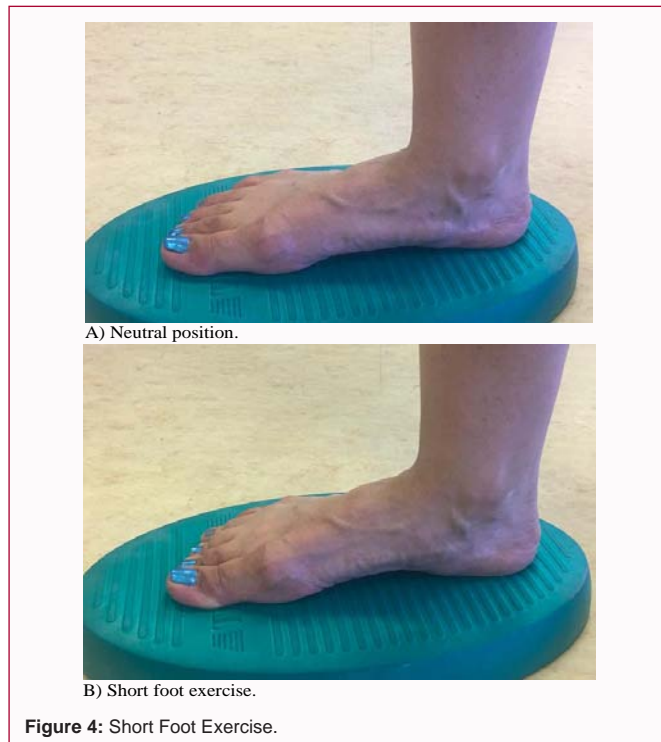 A) Neutral position.
B) Short foot exercise.
Figure 4: Short Foot Exercise.